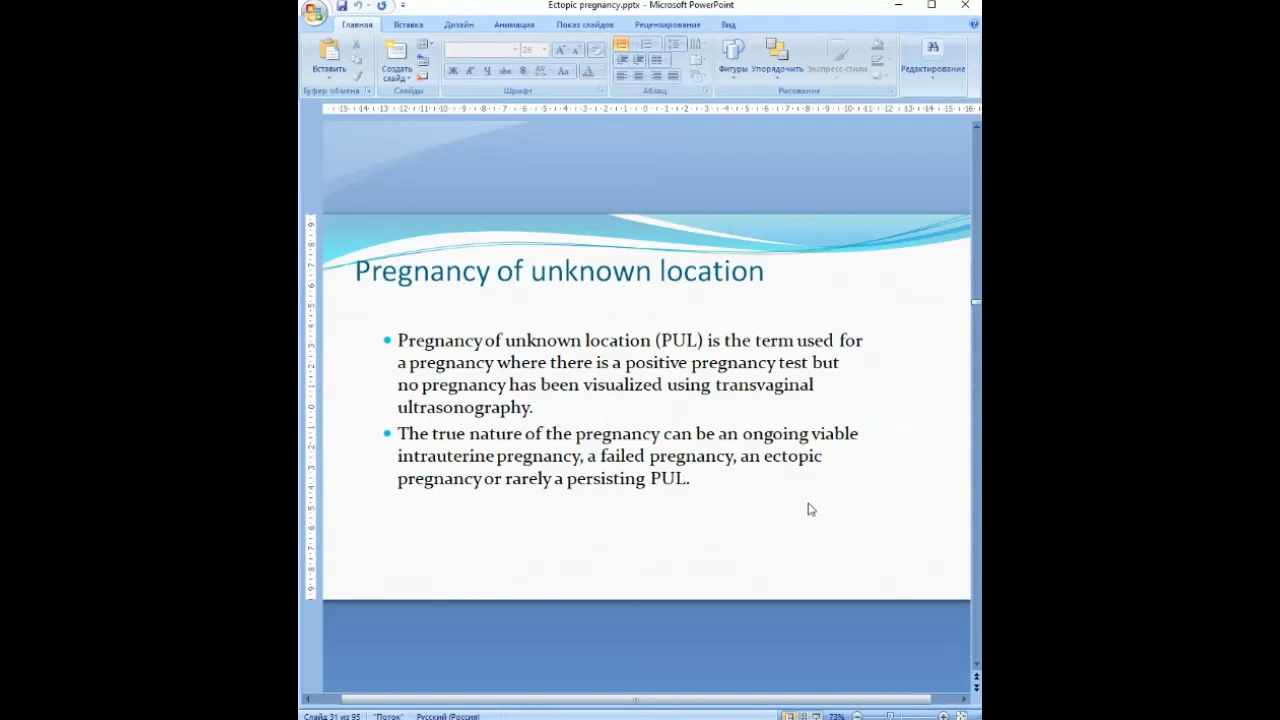 Ectopic pregnancy.pptx - Microsoft PowerPoint
Главная Вставка Дизайн Анимация Показ слайдов Рецензирование Вид
Вставить Создать слайд 26 Ж К Ч abc S AV Aa А Фигуры Упорядочить Экспресс-стили Редактирование
Буфер обмена Слайды Шрифт Абзац Рисование
Pregnancy of unknown location
• Pregnancy of unknown location (PUL) is the term used for
a pregnancy where there is a positive pregnancy test but
no pregnancy has been visualized using transvaginal
ultrasonography.
• The true nature of the pregnancy can be an ongoing viable
intrauterine pregnancy, a failed pregnancy, an ectopic
pregnancy or rarely a persisting PUL.
Слайд 31 из 95 "Поток" Русский (Россия) 73%